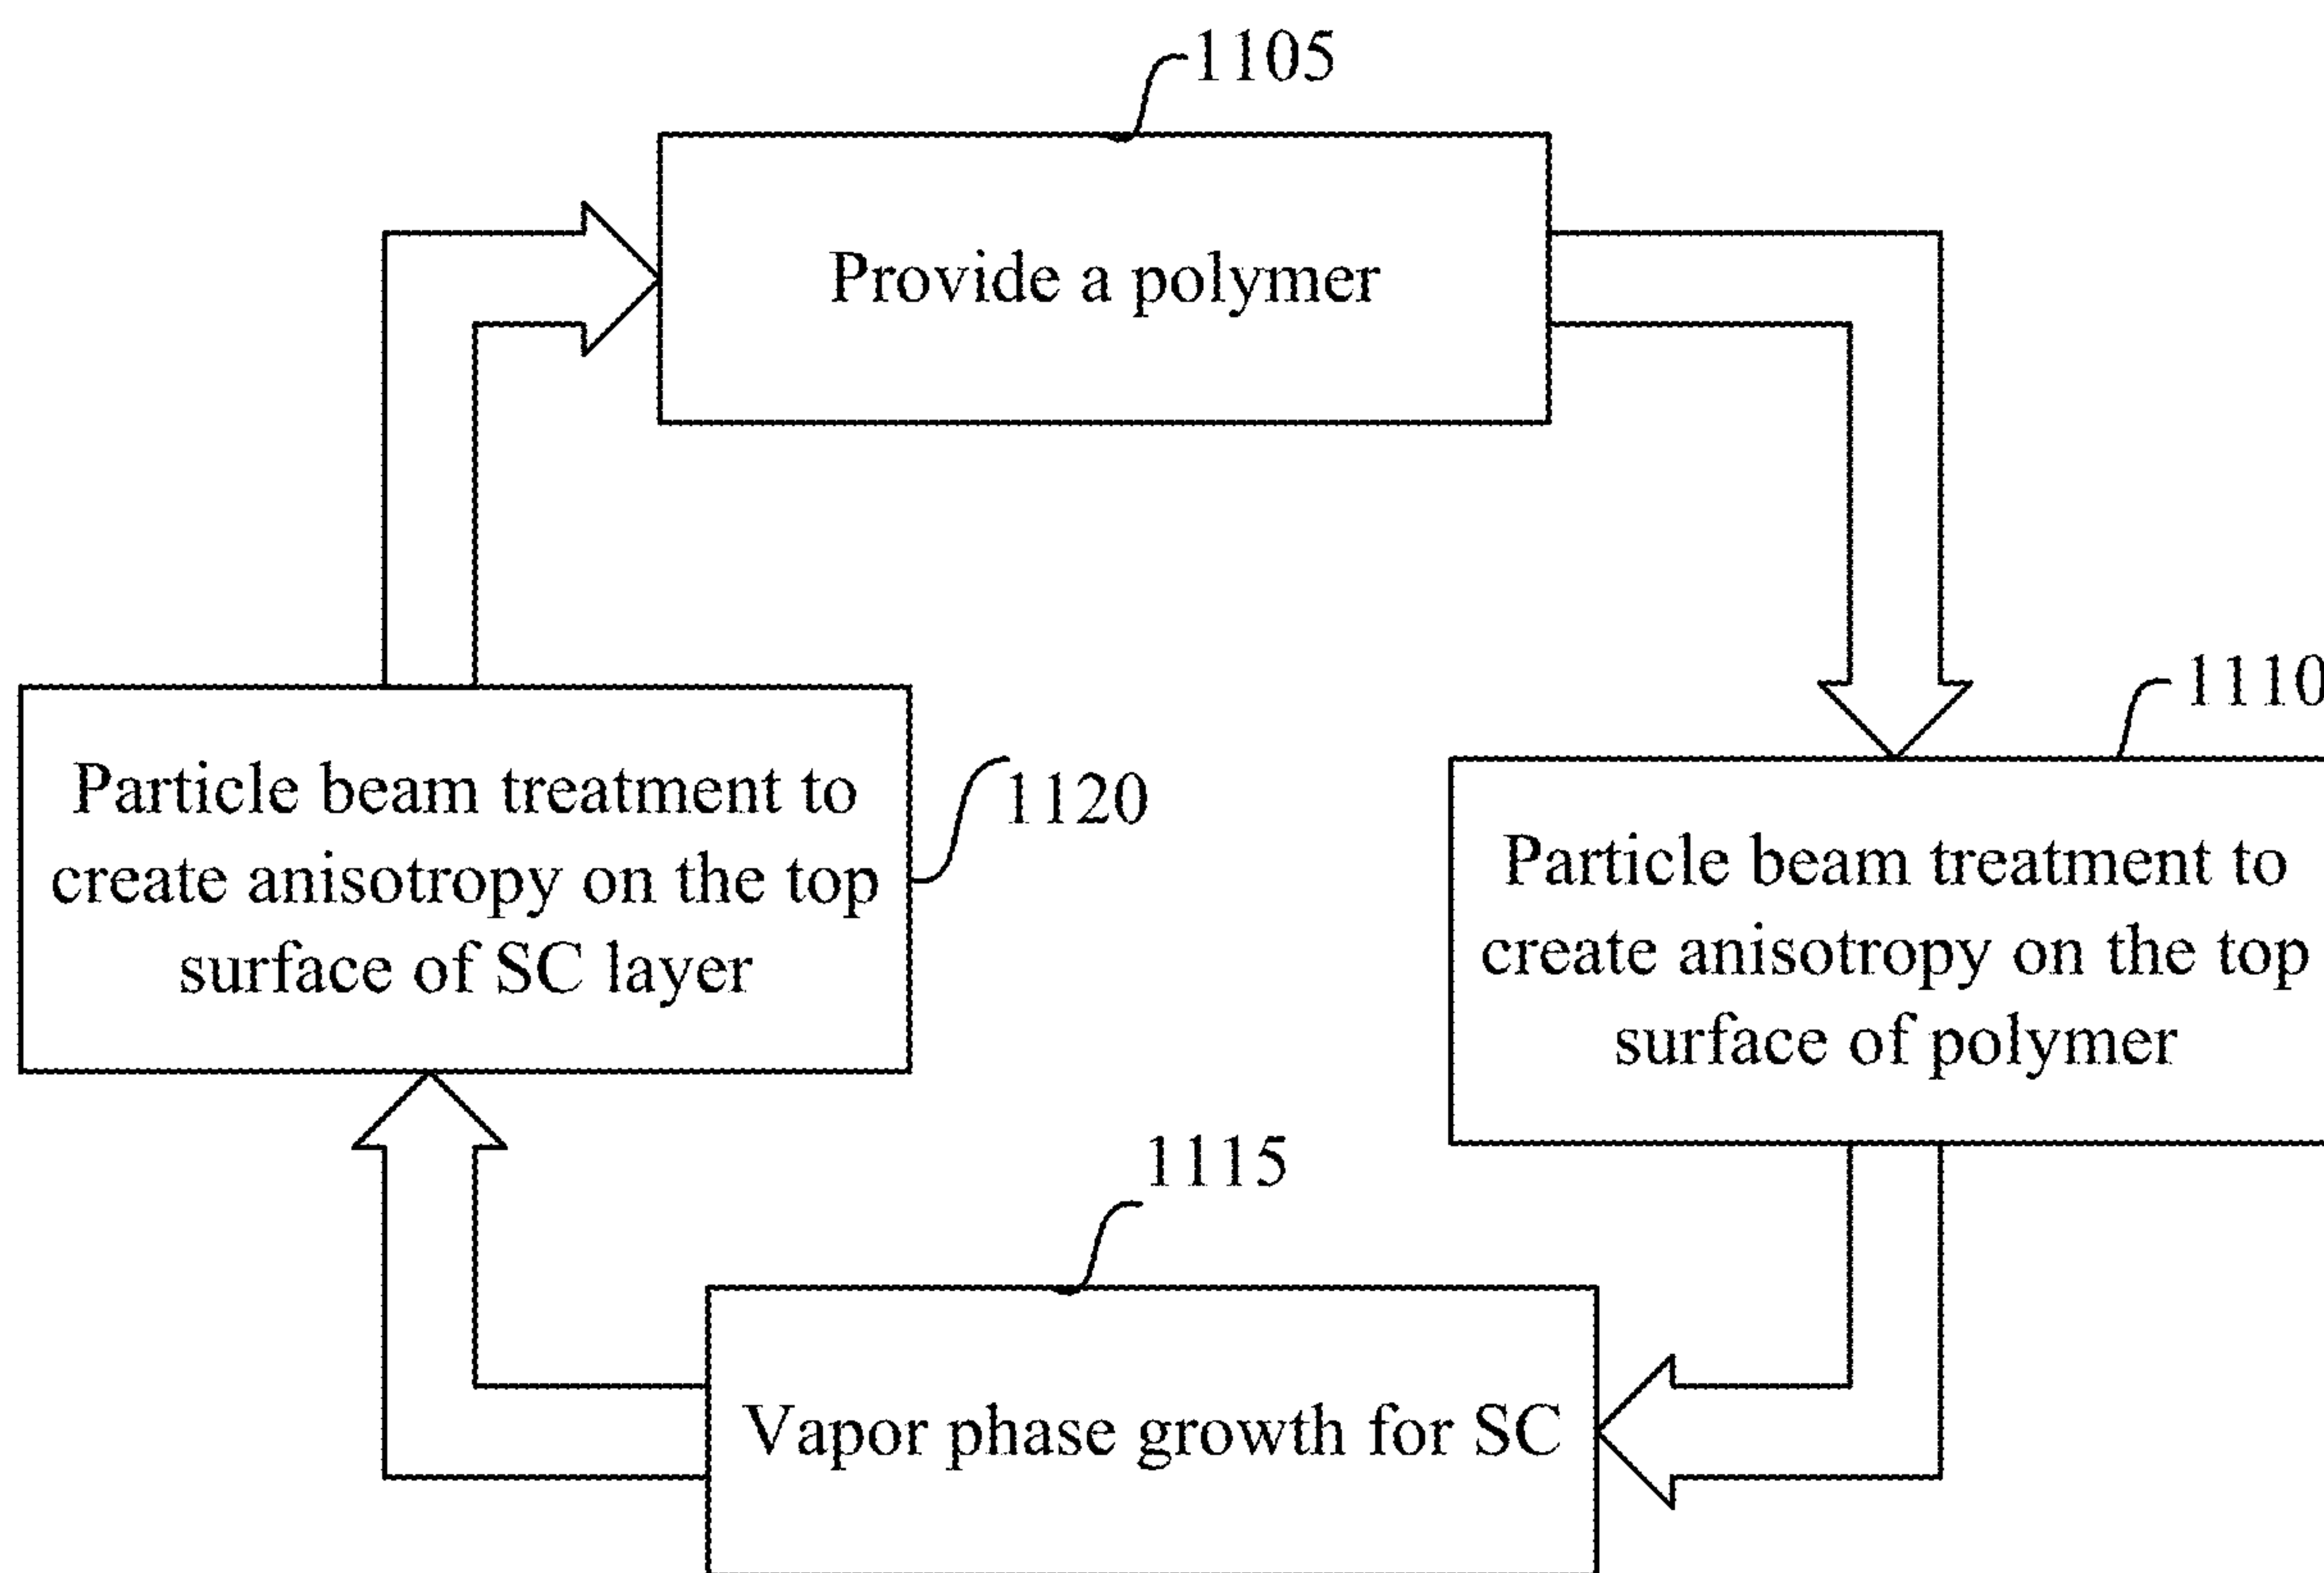 1105
Provide a polymer
1110
Particle beam treatment to
create anisotropy on the top
surface of polymer
1115
Vapor phase growth for SC
1120
Particle beam treatment to
create anisotropy on the top
surface of SC layer